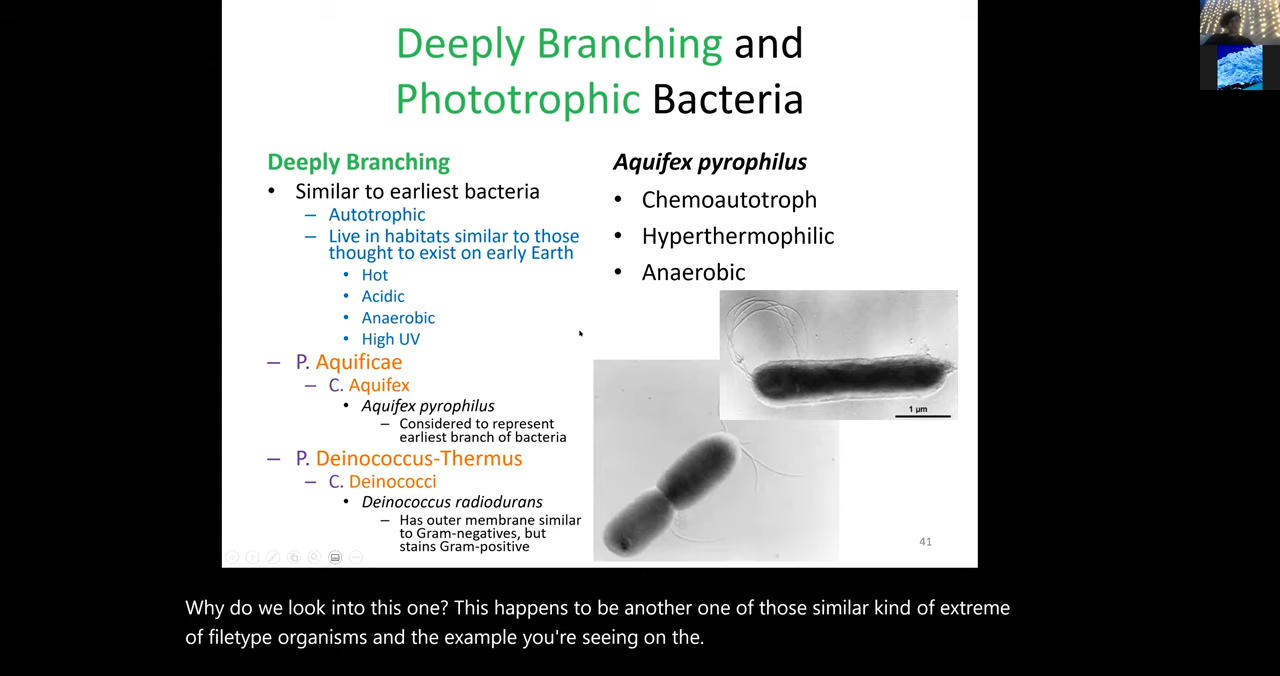 Deeply Branching and
Phototrophic Bacteria
Deeply Branching
• Similar to earliest bacteria
– Autotrophic
– Live in habitats similar to those
thought to exist on early Earth
• Hot
• Acidic
• Anaerobic
• High UV
– P. Aquificae
– C. Aquifex
• Aquifex pyrophilus
– Considered to represent
earliest branch of bacteria
– P. Deinococcus-Thermus
– C. Deinococci
• Deinococcus radiodurans
– Has outer membrane similar
to Gram-negatives, but
stains Gram-positive
Aquifex pyrophilus
• Chemoautotroph
• Hyperthermophilic
• Anaerobic
1 µm
41
Why do we look into this one? This happens to be another one of those similar kind of extreme
of filetype organisms and the example you're seeing on the.